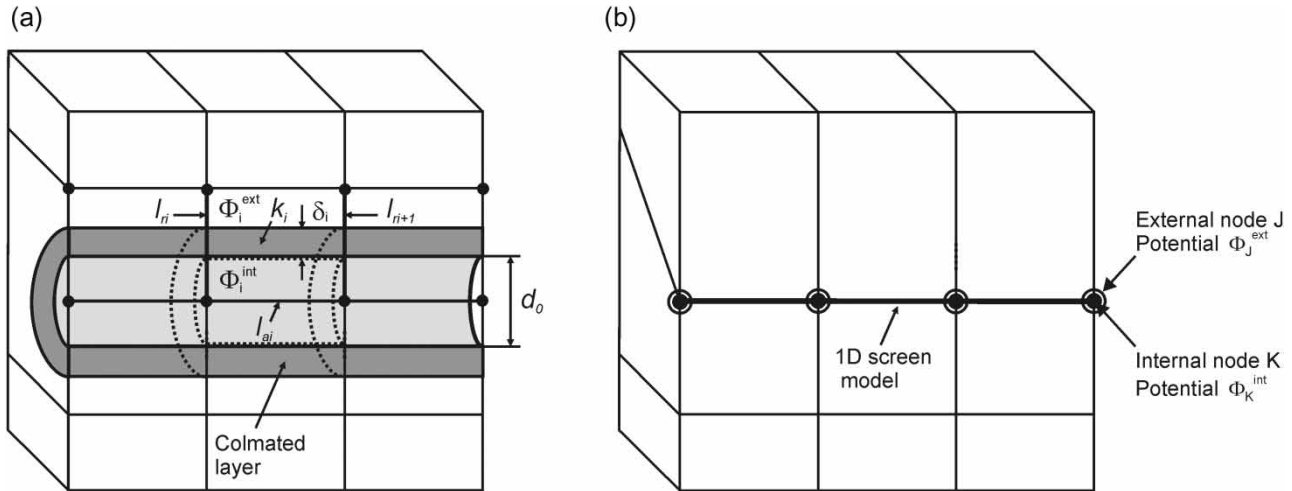 (a)
(b)
l_ri
Φ_i^ext
k_i
δ_i
l_ri+1
Φ_i^int
d_0
l_ai
Colmated
layer
External node J
Potential Φ_J^ext
1D screen
model
Internal node K
Potential Φ_K^int